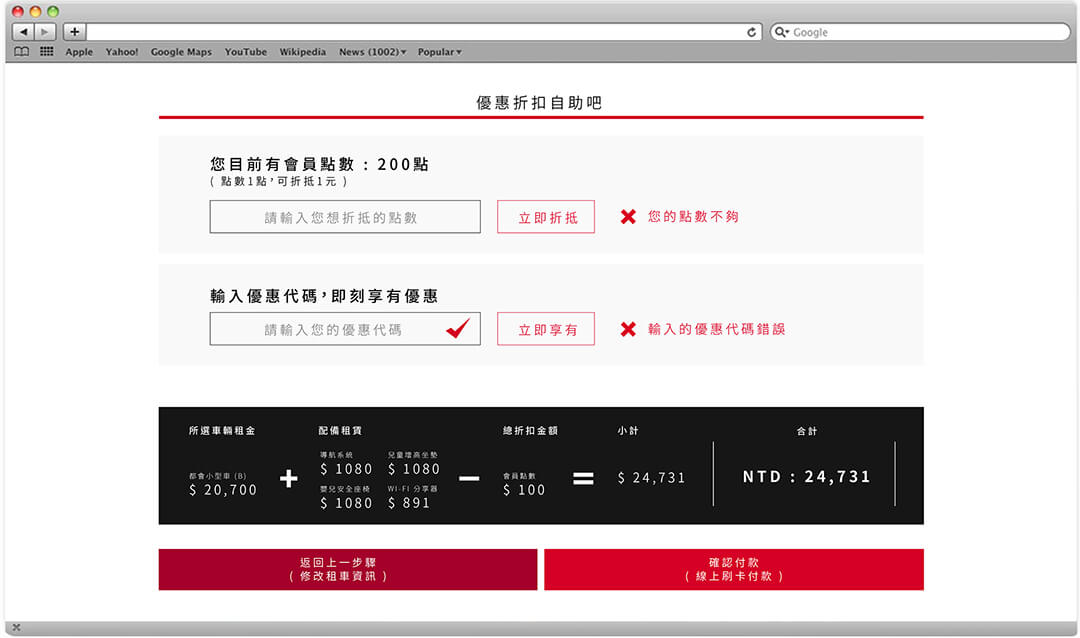 Google
Apple Yahoo! Google Maps YouTube Wikipedia News (1002)▾ Popular▾
優惠折扣自助吧
您目前有會員點數 : 200點
( 點數1點,可折抵1元 )
請輸入您想折抵的點數 立即折抵 您的點數不夠
輸入優惠代碼,即刻享有優惠
請輸入您的優惠代碼 立即享有 輸入的優惠代碼錯誤
所選車輛租金 配備租賃 總折扣金額 小計 合計
導航系統 兒童增高坐墊
$ 1080 $ 1080
都會小型車 (B) 會員點數
$ 20,700 + − $ 100 = $ 24,731 NTD : 24,731
嬰兒安全座椅 WI-FI 分享器
$ 1080 $ 891
返回上一步驟
( 修改租車資訊 )
確認付款
( 線上刷卡付款 )